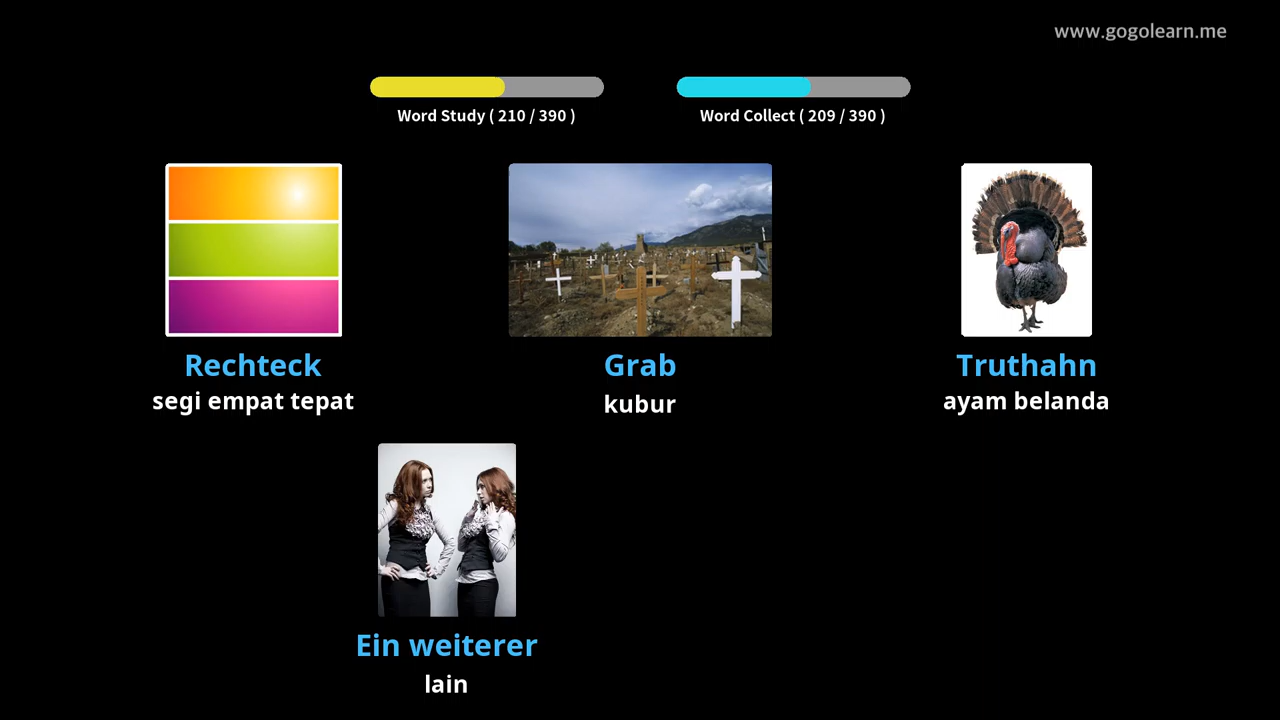 www.gogolearn.me
Word Study ( 210 / 390 )
Word Collect ( 209 / 390 )
Rechteck
segi empat tepat
Grab
kubur
Truthahn
ayam belanda
Ein weiterer
lain